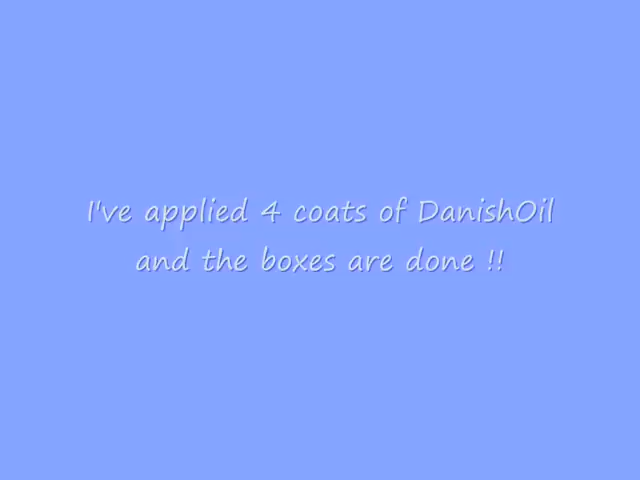 I've applied 4 coats of DanishOil
and the boxes are done !!